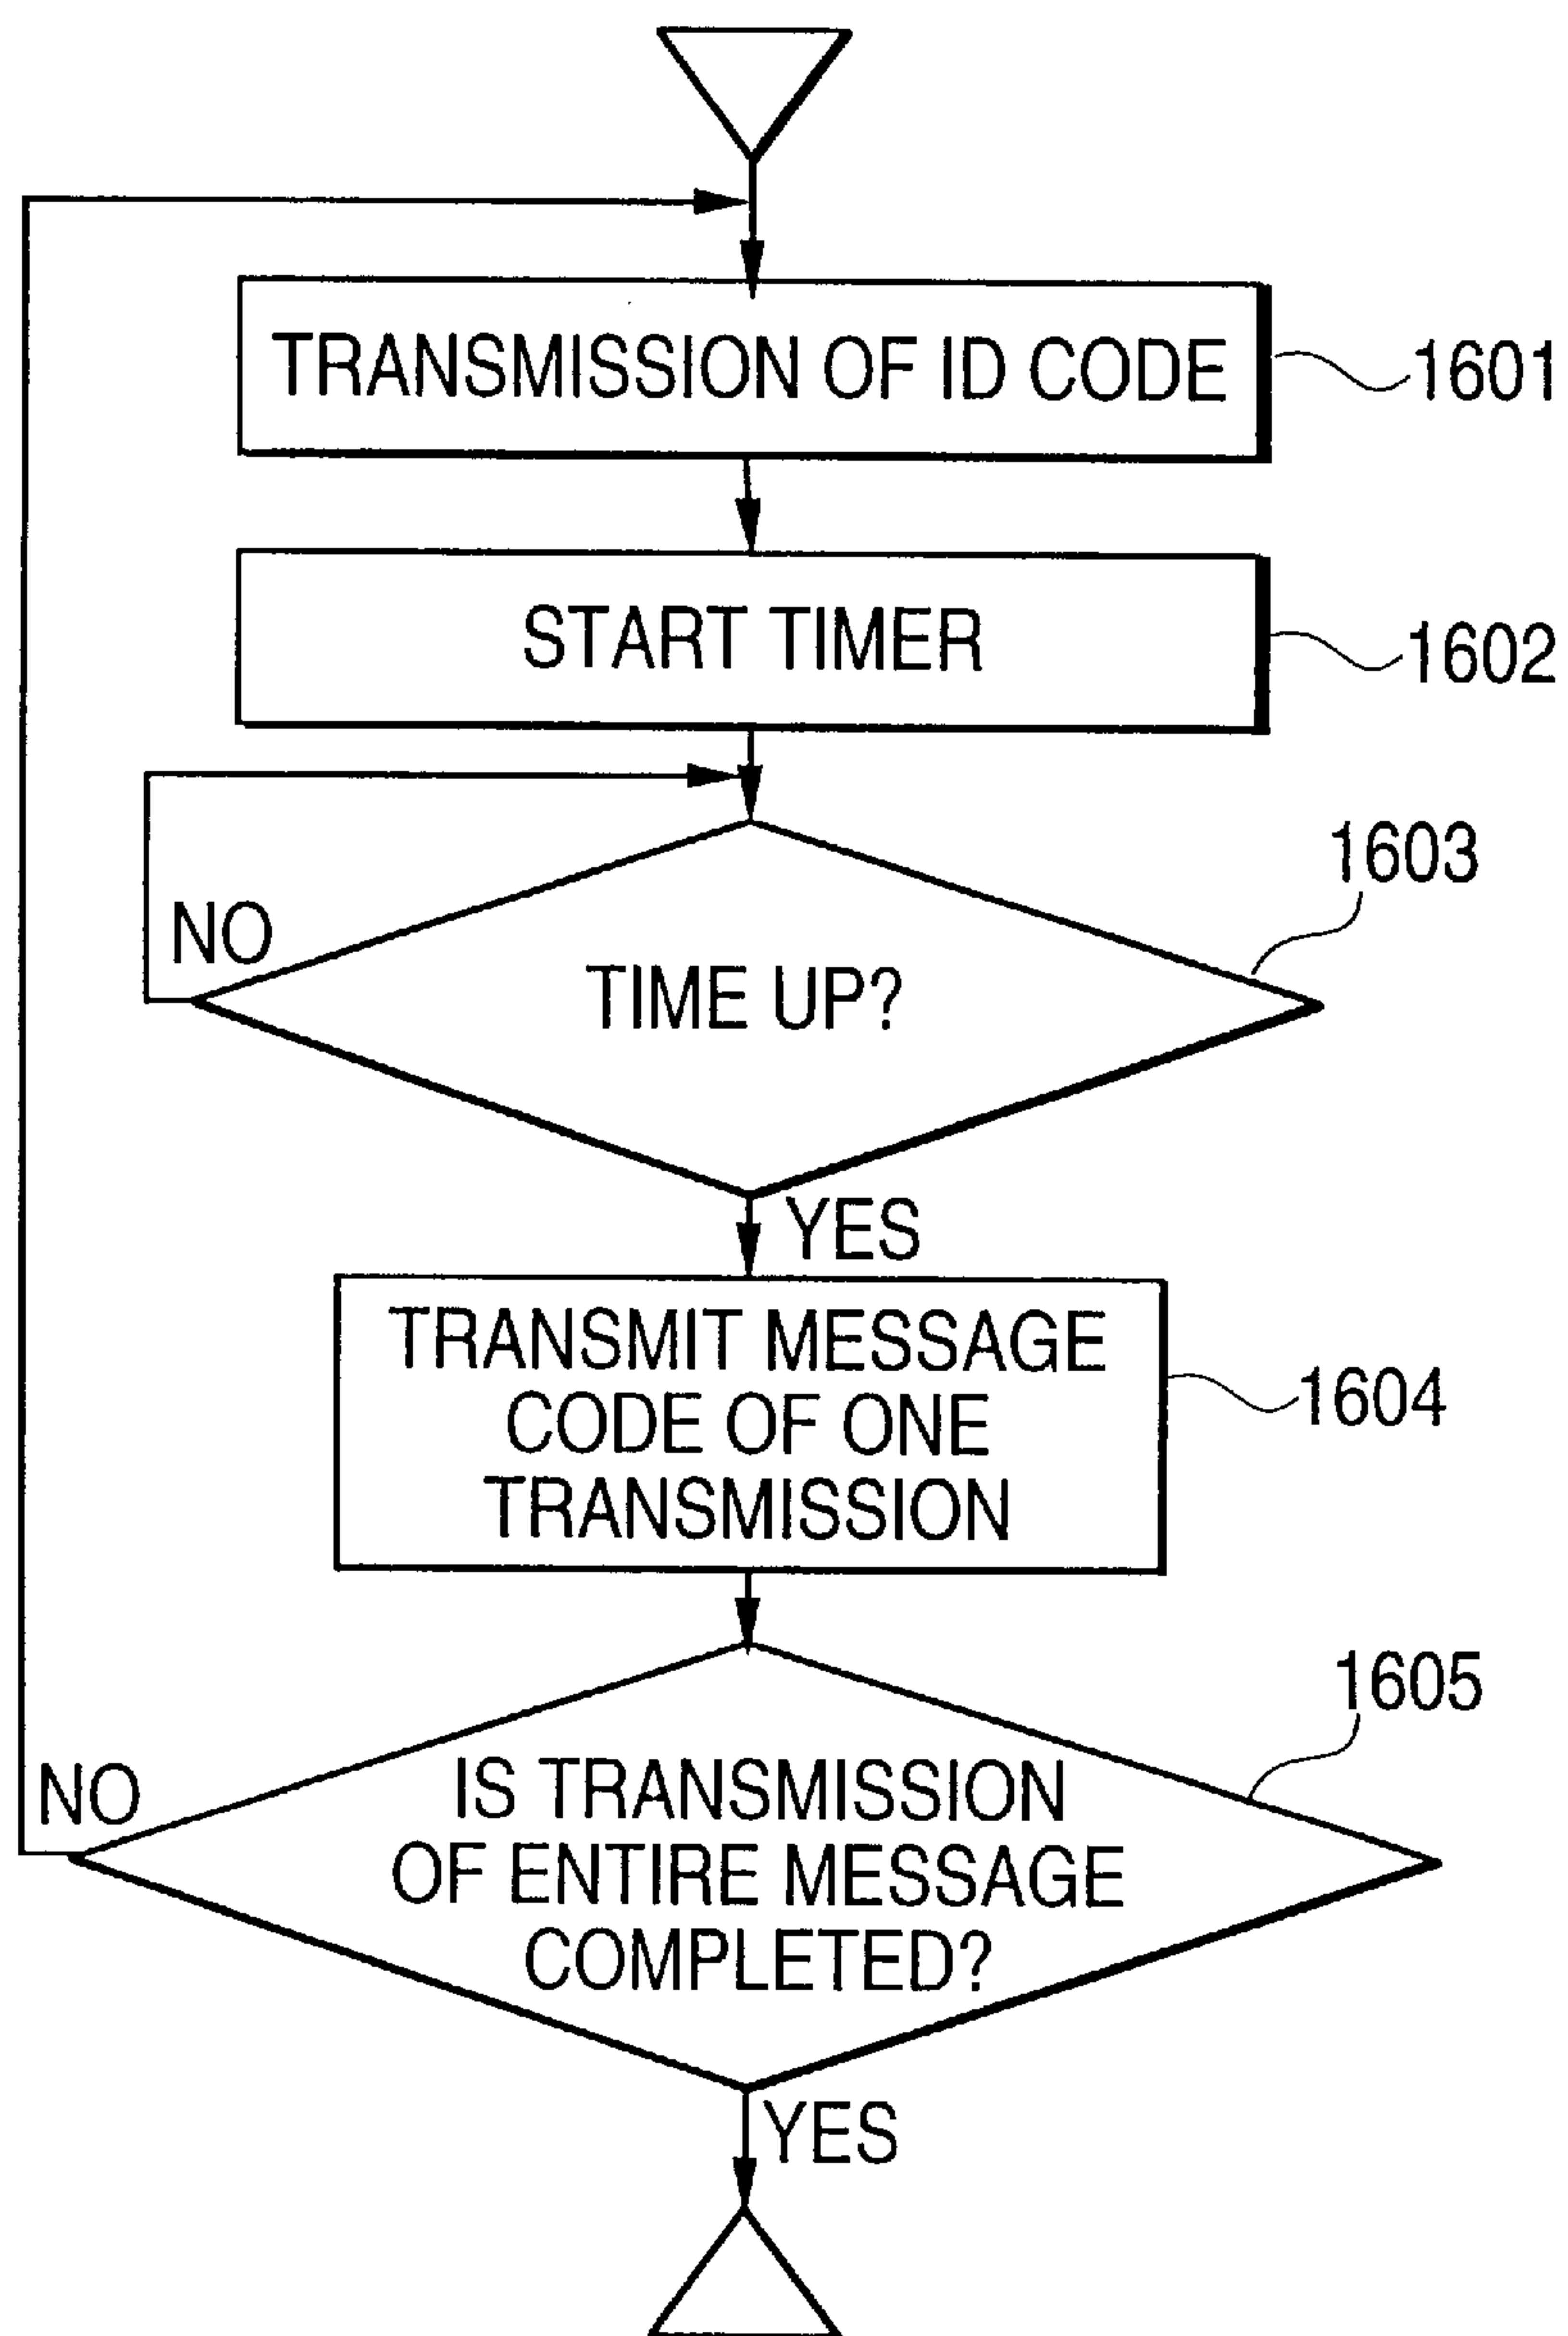 TRANSMISSION OF ID CODE
1601
START TIMER
1602
1603
NO
TIME UP?
YES
TRANSMIT MESSAGE
CODE OF ONE
TRANSMISSION
1604
1605
NO
IS TRANSMISSION
OF ENTIRE MESSAGE
COMPLETED?
YES